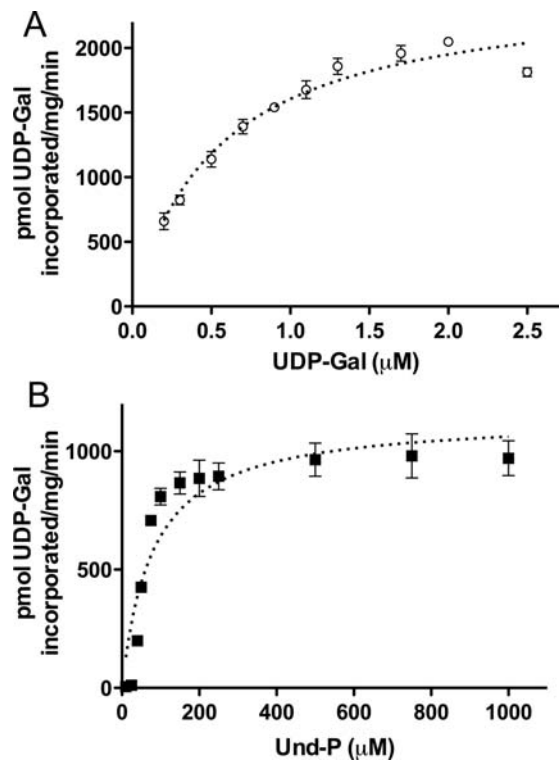 A
pmol UDP-Gal
incorporated/mg/min
2000
1500
1000
500
0
0.0 0.5 1.0 1.5 2.0 2.5
UDP-Gal (μM)
B
pmol UDP-Gal
incorporated/mg/min
1000
500
0
0 200 400 600 800 1000
Und-P (μM)